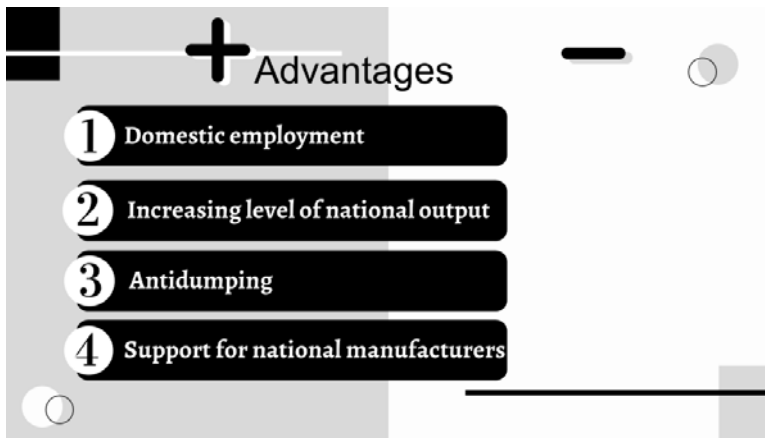 Advantages
1 Domestic employment
2 Increasing level of national output
3 Antidumping
4 Support for national manufacturers